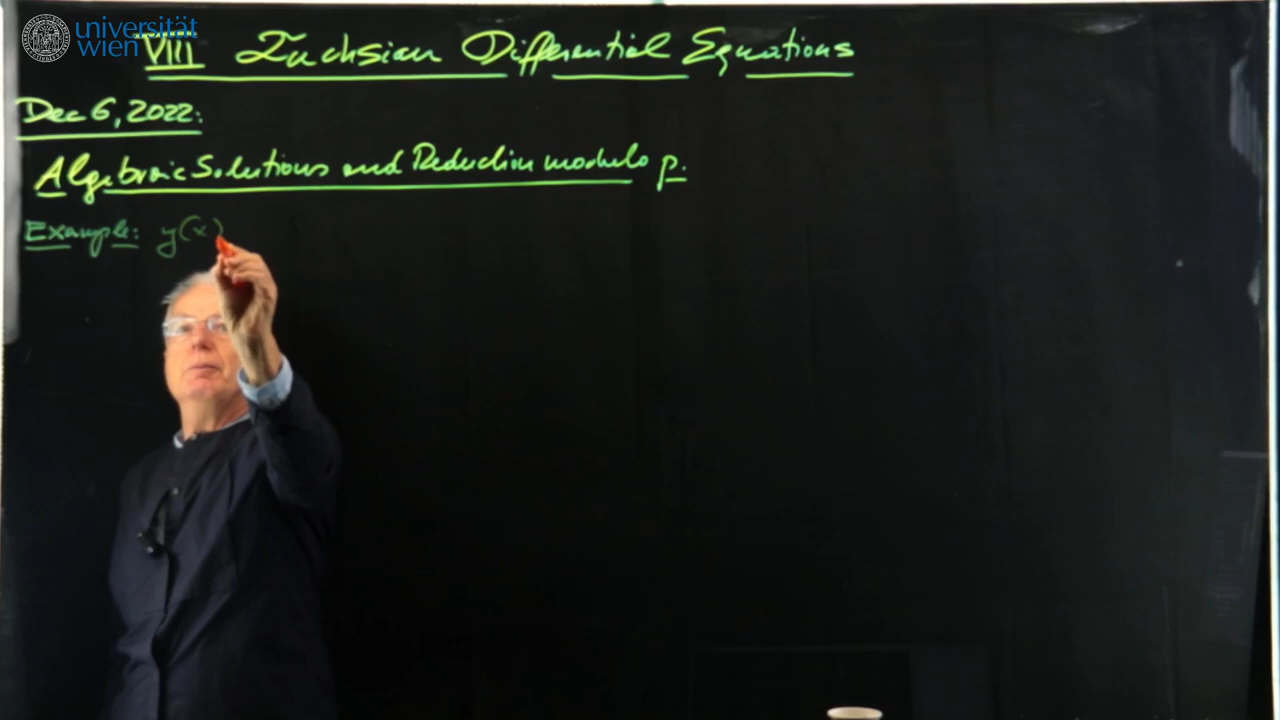 universität
wien
VIII Fuchsian Differential Equations
Dec 6, 2022:
Algebraic Solutions and Reduction modulo p.
Example: y(x)